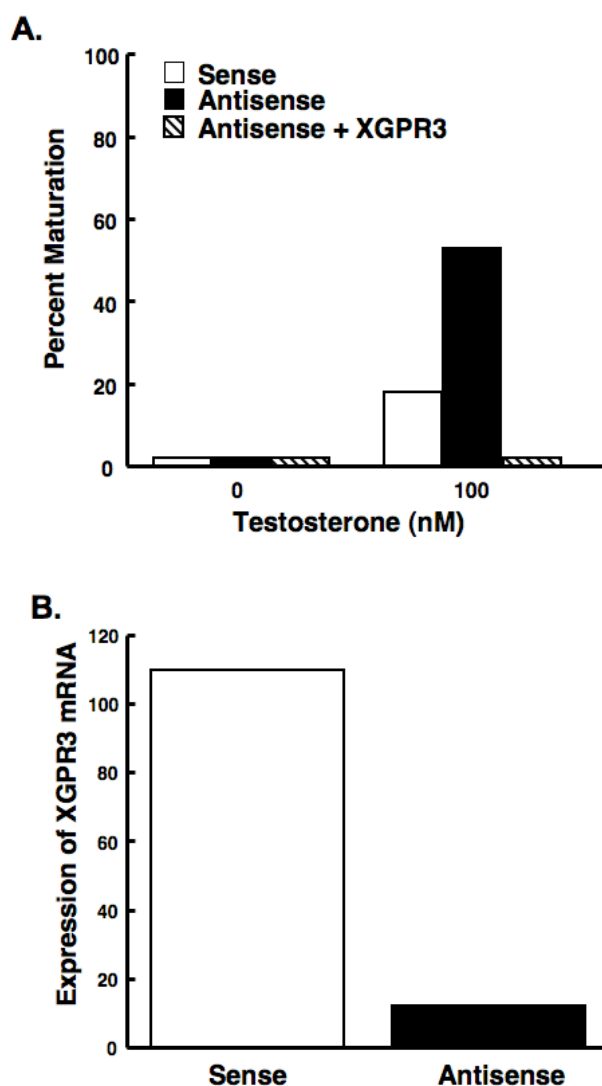 A.
100
80
60
40
20
0
Percent Maturation
Sense
Antisense
Antisense + XGPR3
0 100
Testosterone (nM)
B.
120
100
80
60
40
20
0
Expression of XGPR3 mRNA
Sense Antisense